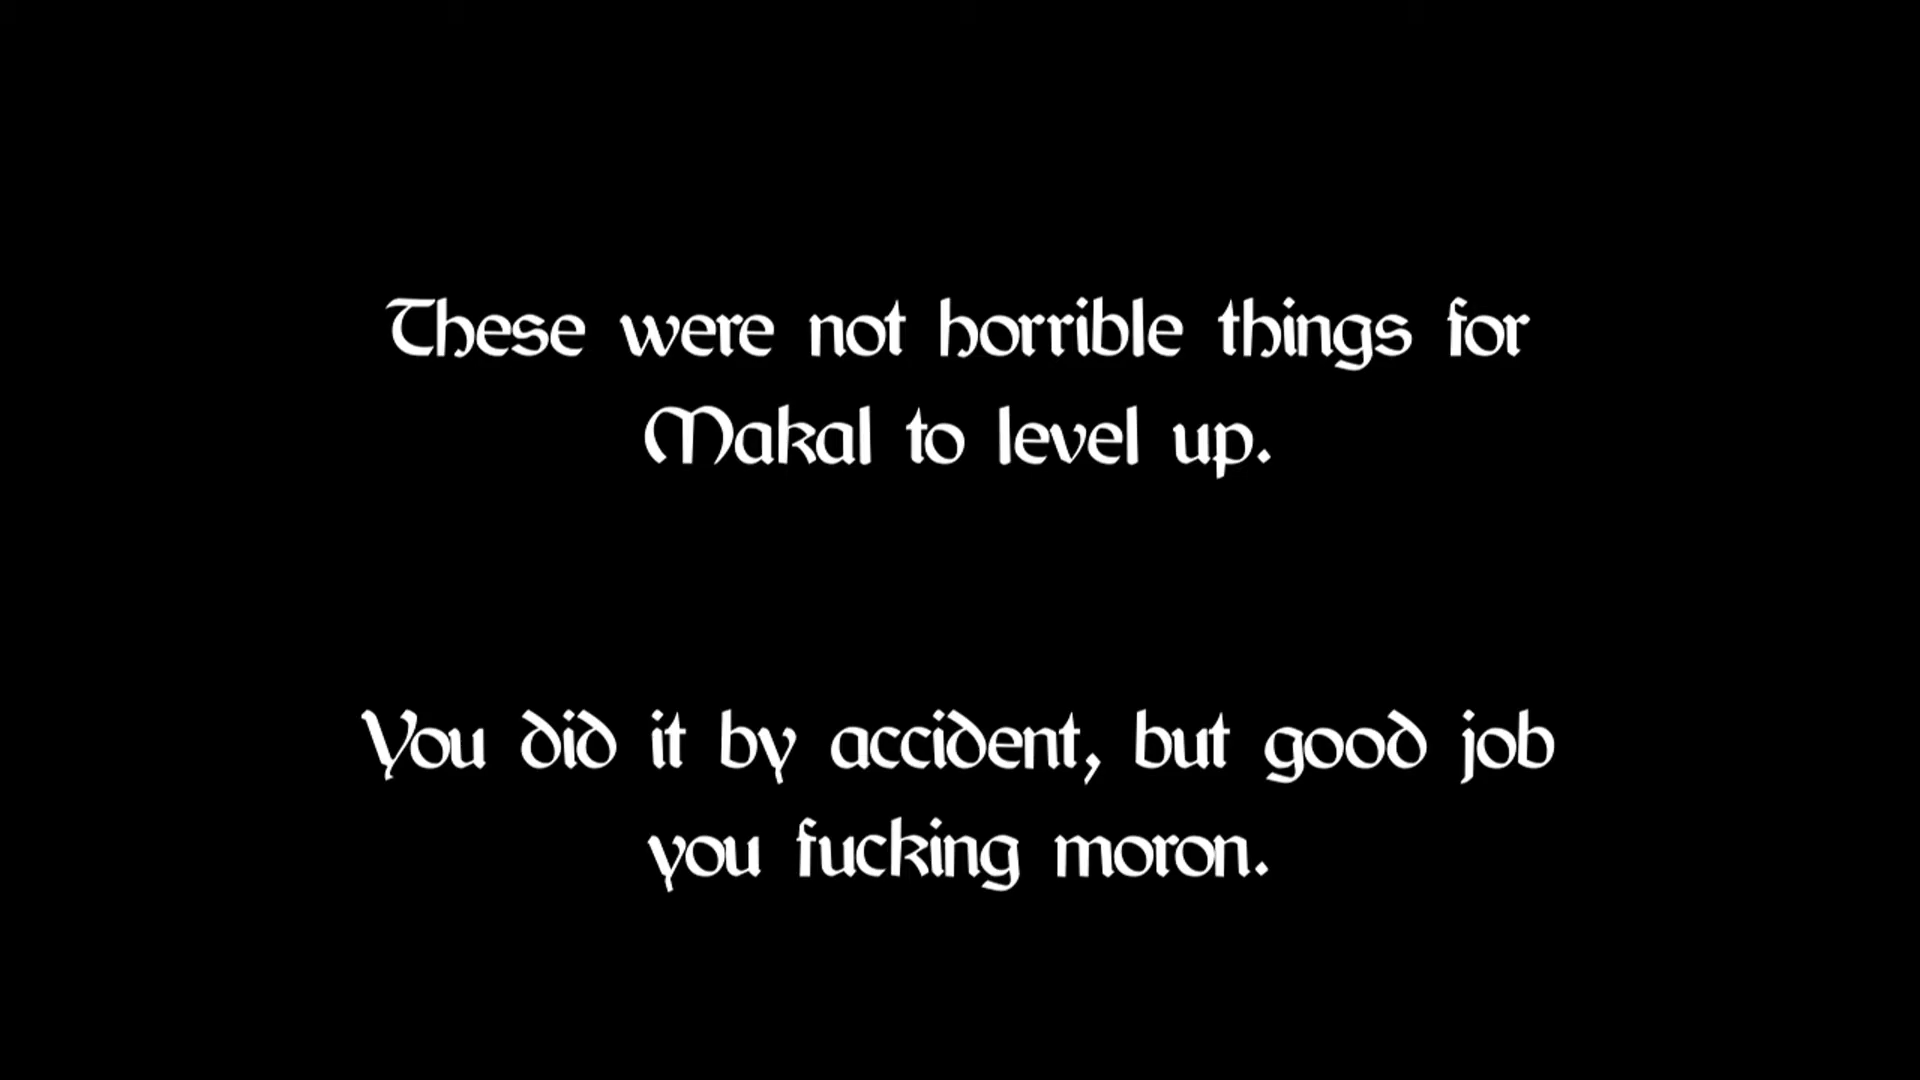 These were not horrible things for
Makal to level up.
You did it by accident, but good job
you fucking moron.